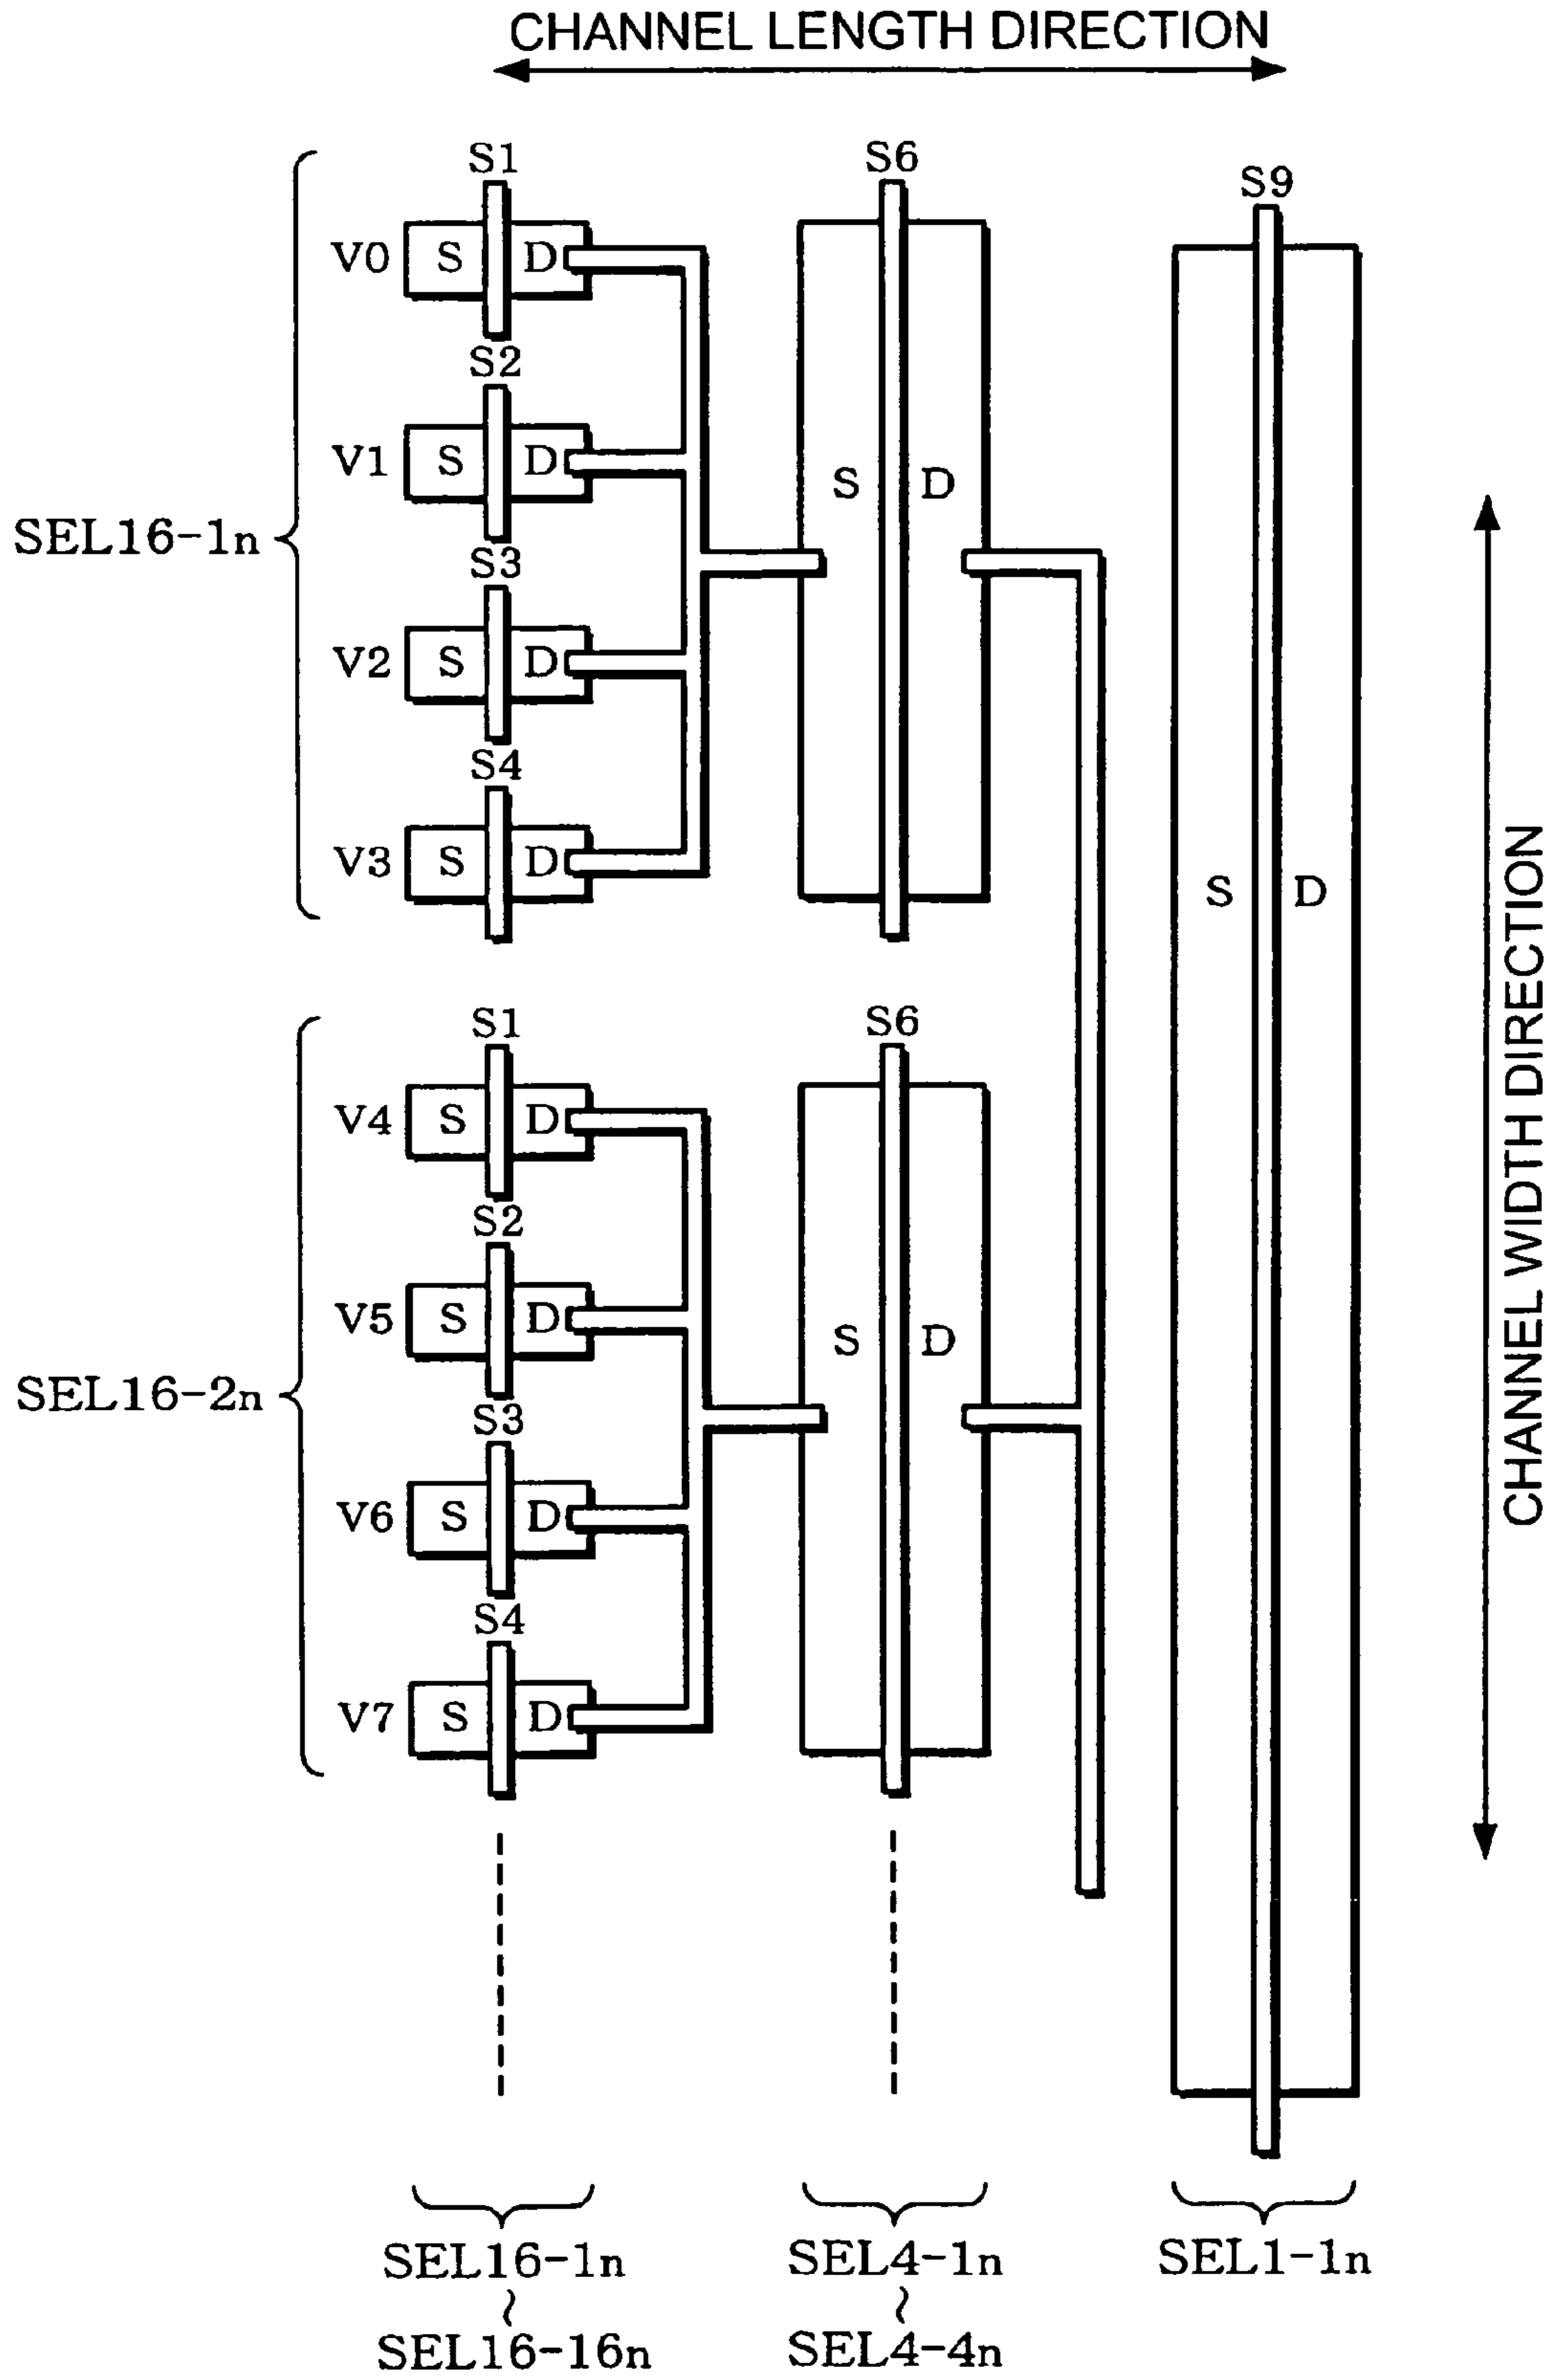 CHANNEL LENGTH DIRECTION
S1
S6
S9
V0 S D
S2
V1 S D
S D
SEL16-1n
S3
V2 S D
S4
V3 S D
S D
CHANNEL WIDTH DIRECTION
S1
S6
V4 S D
S2
V5 S D
S D
SEL16-2n
S3
V6 S D
S4
V7 S D
SEL16-1n
~
SEL16-16n
SEL4-1n
~
SEL4-4n
SEL1-1n